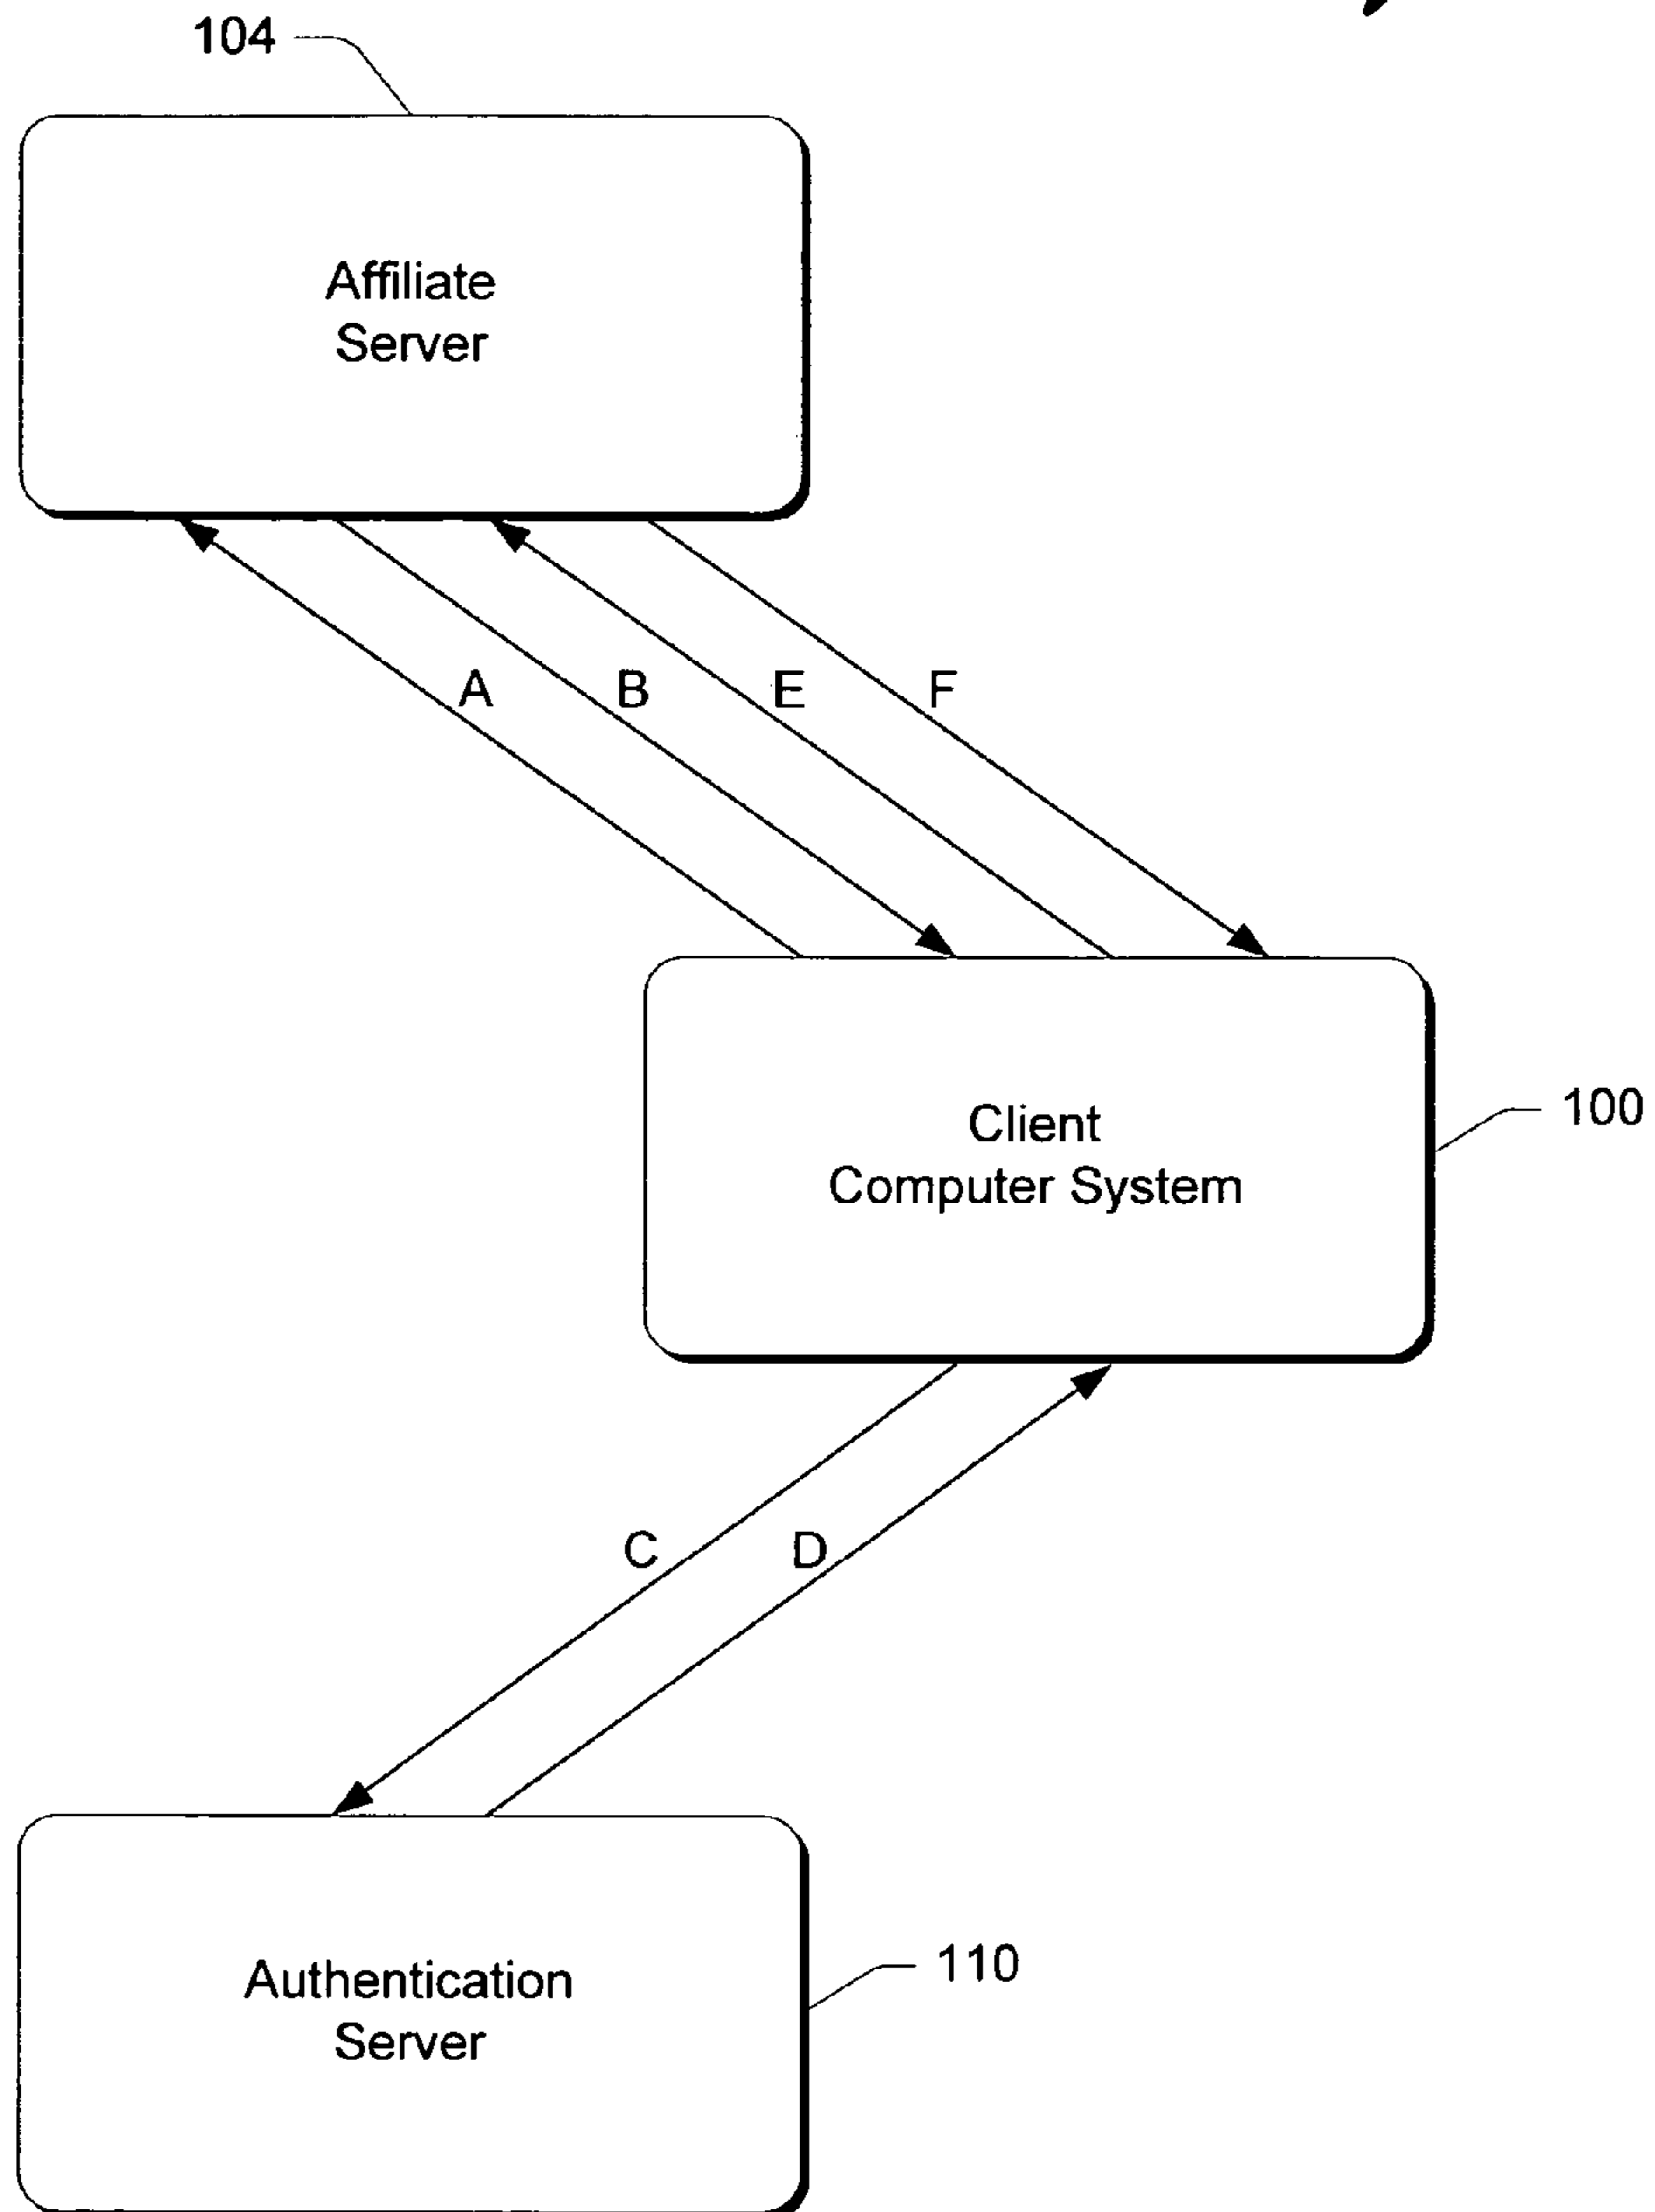 104
Affiliate
Server
A
B
E
F
Client
Computer System
100
C
D
Authentication
Server
110